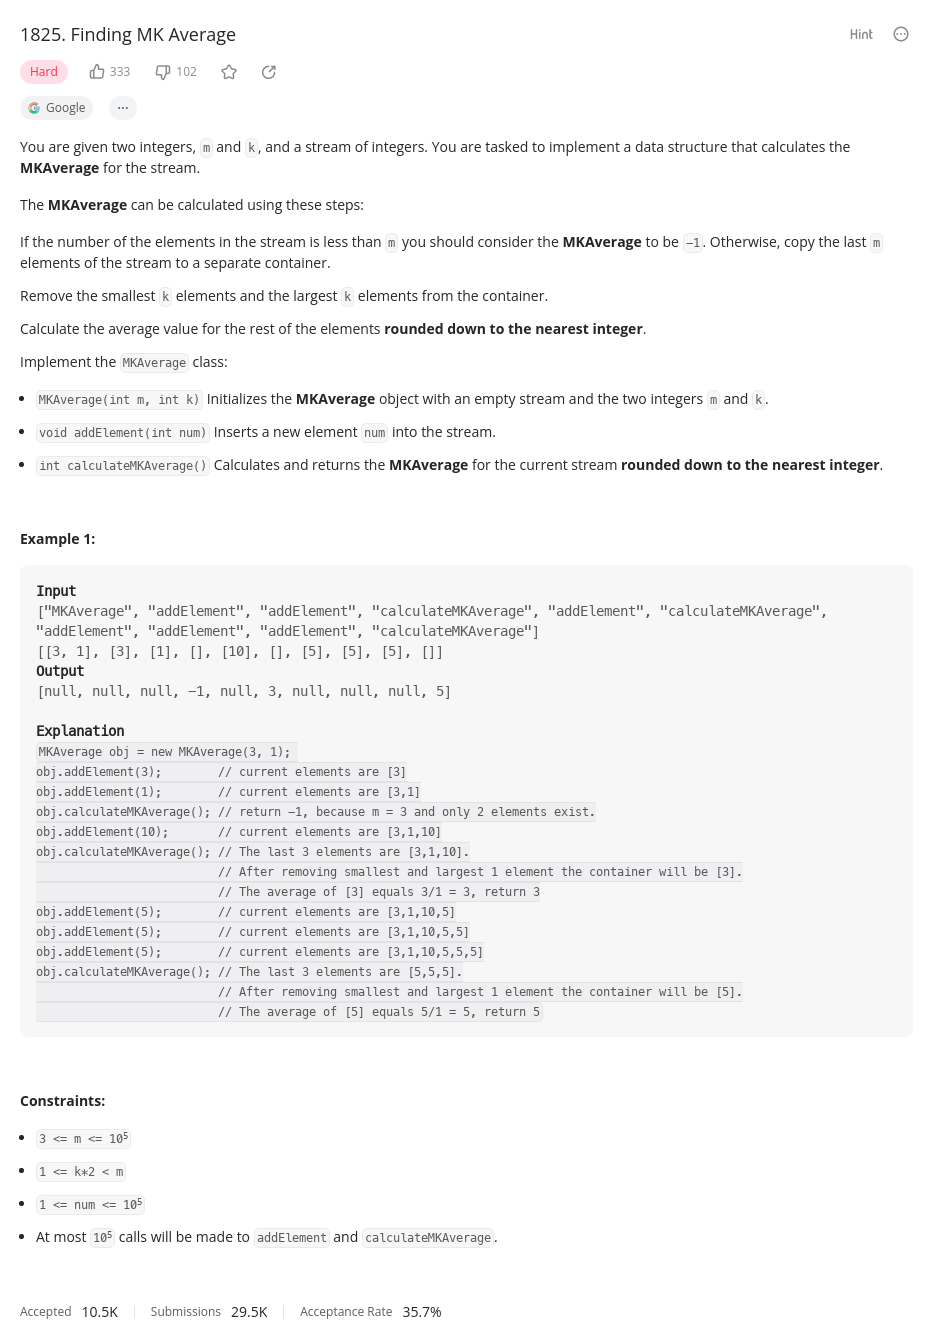 1825. Finding MK Average
Hint
Hard 333 102
Google ...
You are given two integers, m and k, and a stream of integers. You are tasked to implement a data structure that calculates the
MKAverage for the stream.
The MKAverage can be calculated using these steps:
If the number of the elements in the stream is less than m you should consider the MKAverage to be -1. Otherwise, copy the last m
elements of the stream to a separate container.
Remove the smallest k elements and the largest k elements from the container.
Calculate the average value for the rest of the elements rounded down to the nearest integer.
Implement the MKAverage class:
• MKAverage(int m, int k) Initializes the MKAverage object with an empty stream and the two integers m and k.
• void addElement(int num) Inserts a new element num into the stream.
• int calculateMKAverage() Calculates and returns the MKAverage for the current stream rounded down to the nearest integer.
Example 1:
Input
["MKAverage", "addElement", "addElement", "calculateMKAverage", "addElement", "calculateMKAverage",
"addElement", "addElement", "addElement", "calculateMKAverage"]
[[3, 1], [3], [1], [], [10], [], [5], [5], [5], []]
Output
[null, null, null, -1, null, 3, null, null, null, 5]
Explanation
MKAverage obj = new MKAverage(3, 1);
obj.addElement(3);        // current elements are [3]
obj.addElement(1);        // current elements are [3,1]
obj.calculateMKAverage(); // return -1, because m = 3 and only 2 elements exist.
obj.addElement(10);       // current elements are [3,1,10]
obj.calculateMKAverage(); // The last 3 elements are [3,1,10].
                          // After removing smallest and largest 1 element the container will be [3].
                          // The average of [3] equals 3/1 = 3, return 3
obj.addElement(5);        // current elements are [3,1,10,5]
obj.addElement(5);        // current elements are [3,1,10,5,5]
obj.addElement(5);        // current elements are [3,1,10,5,5,5]
obj.calculateMKAverage(); // The last 3 elements are [5,5,5].
                          // After removing smallest and largest 1 element the container will be [5].
                          // The average of [5] equals 5/1 = 5, return 5
Constraints:
• 3 <= m <= 10⁵
• 1 <= k*2 < m
• 1 <= num <= 10⁵
• At most 10⁵ calls will be made to addElement and calculateMKAverage.
Accepted 10.5K Submissions 29.5K Acceptance Rate 35.7%